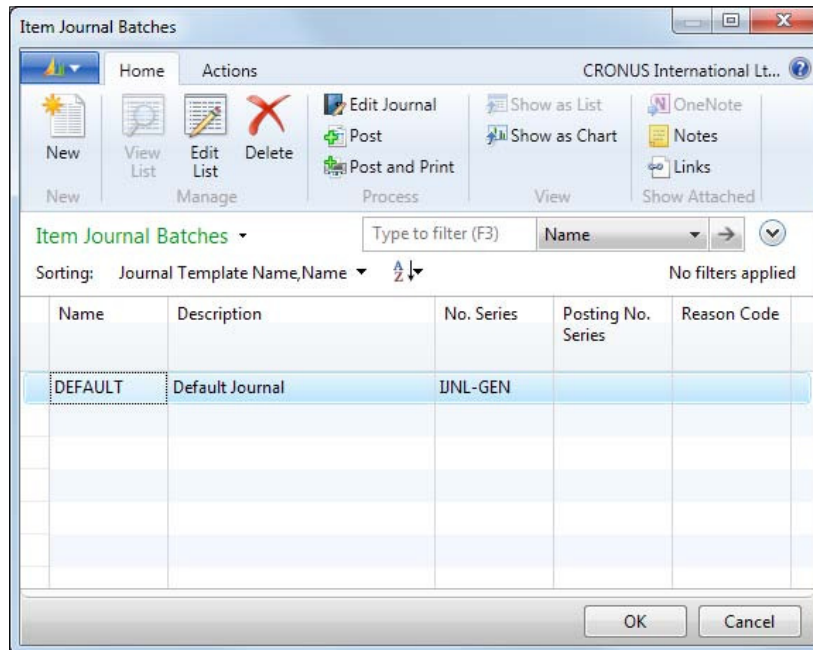 Item Journal Batches
Home Actions CRONUS International Lt...
New View List Edit List Delete Edit Journal Post Post and Print Show as List Show as Chart OneNote Notes Links
New Manage Process View Show Attached
Item Journal Batches Type to filter (F3) Name
Sorting: Journal Template Name,Name No filters applied
Name Description No. Series Posting No. Series Reason Code
DEFAULT Default Journal IJNL-GEN
OK Cancel